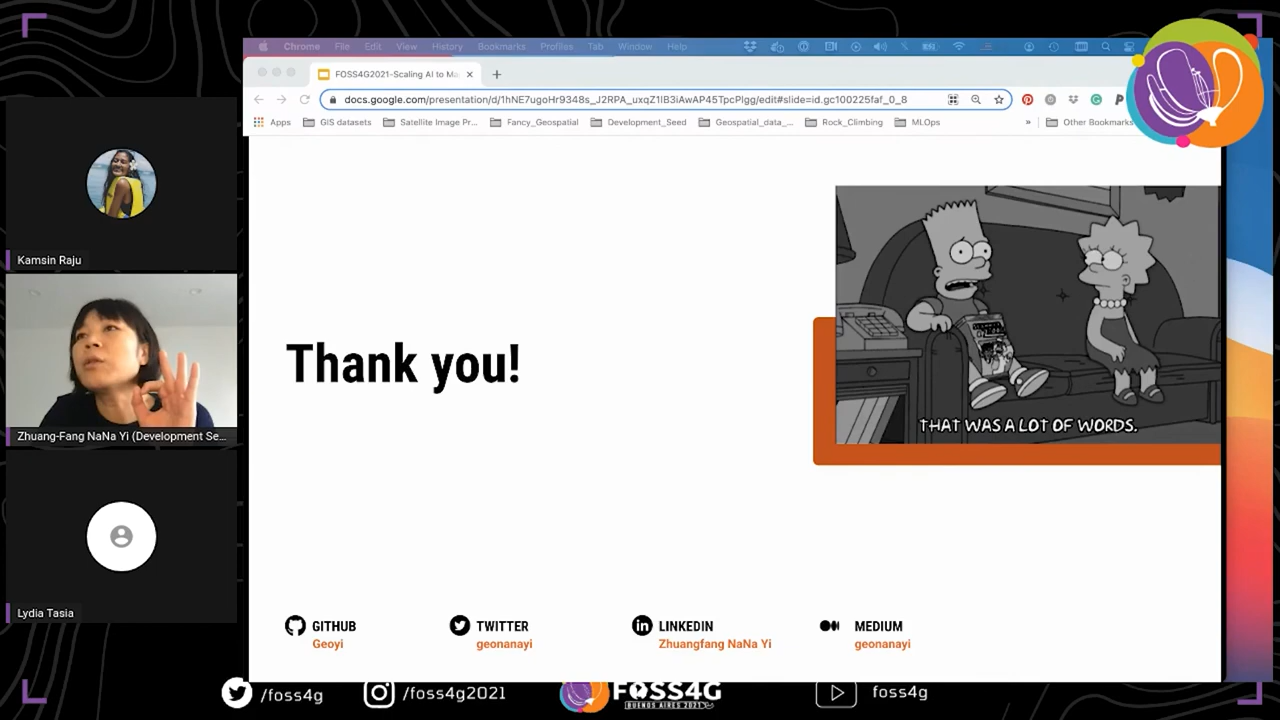 Chrome File Edit View History Bookmarks Profiles Tab Window Help
FOSS4G2021-Scaling AI to Ma
docs.google.com/presentation/d/1hNE7ugoHr9348s_J2RPA_uxqZ1lB3iAwAP45TpcPlgg/edit#slide=id.gc100225faf_0_8
Apps GIS datasets Satellite Image Pr... Fancy_Geospatial Development_Seed Geospatial_data_... Rock_Climbing MLOps » Other Bookmarks
Kamsin Raju
Zhuang-Fang NaNa Yi (Development Se...
Lydia Tasia
Thank you!
THAT WAS A LOT OF WORDS.
GITHUB
Geoyi
TWITTER
geonanayi
LINKEDIN
Zhuangfang NaNa Yi
MEDIUM
geonanayi
/foss4g
/foss4g2021
FOSS4G
BUENOS AIRES 2021
foss4g